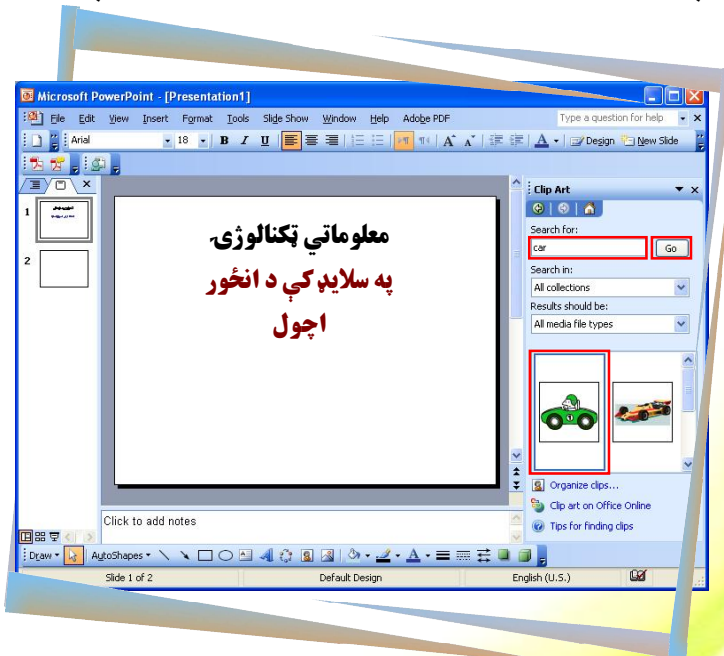 Microsoft PowerPoint - [Presentation1]
File Edit View Insert Format Tools Slide Show Window Help Adobe PDF Type a question for help
Arial 18 B I U A A A Design New Slide
Clip Art
1
معلوماتي ټکنالوژۍ
په سلایډ کې د انځور
اچول
2
Search for:
car Go
Search in:
All collections
Results should be:
All media file types
Organize clips...
Clip art on Office Online
Tips for finding clips
Click to add notes
Draw AutoShapes A
Slide 1 of 2 Default Design English (U.S.)